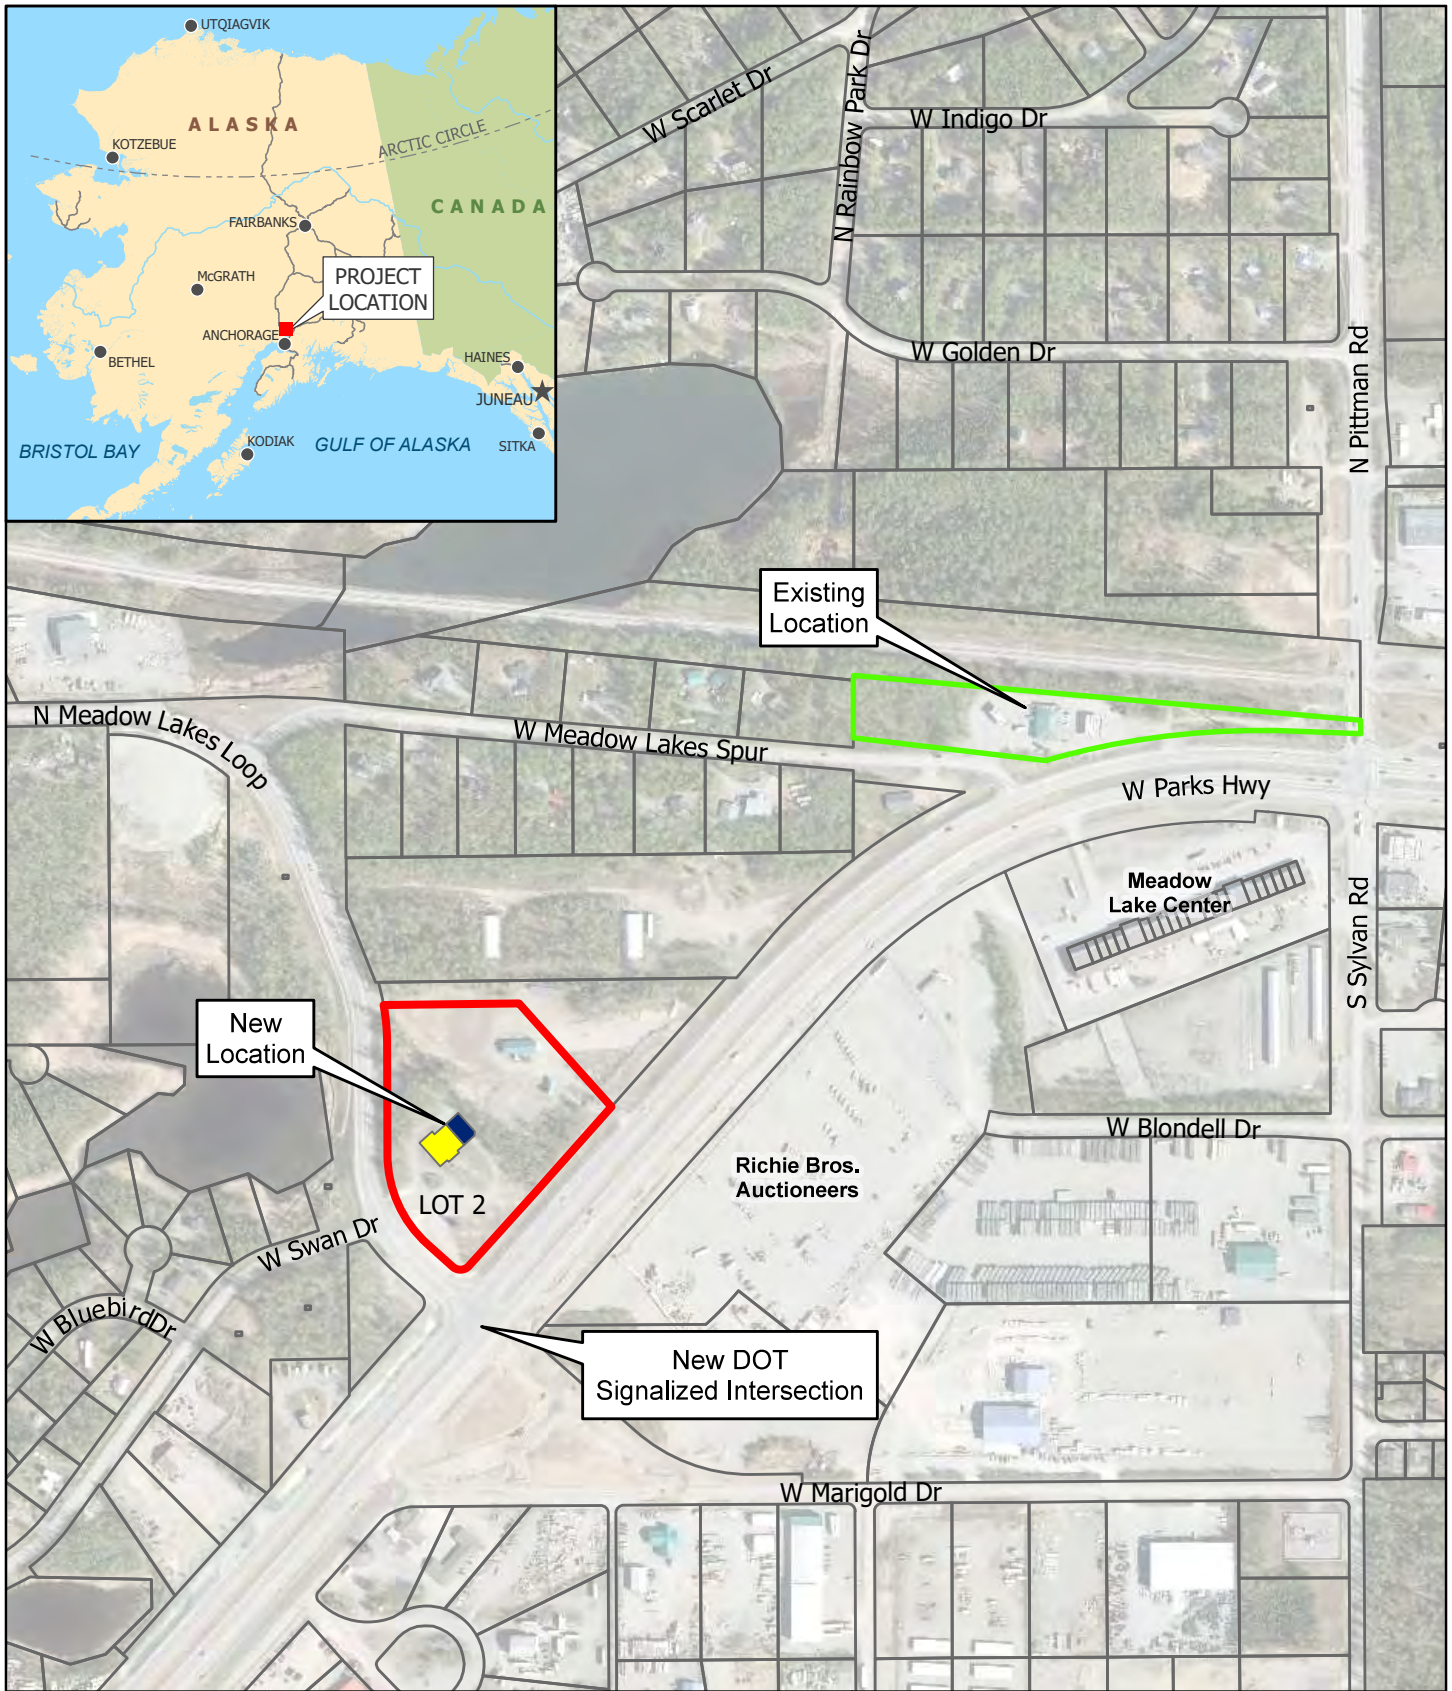 UTQIAGVIK
ALASKA
KOTZEBUE
ARCTIC CIRCLE
CANADA
FAIRBANKS
McGRATH
PROJECT
LOCATION
ANCHORAGE
BETHEL
HAINES
JUNEAU
BRISTOL BAY
KODIAK
GULF OF ALASKA
SITKA
W Scarlet Dr
N Rainbow Park Dr
W Indigo Dr
W Golden Dr
N Pittman Rd
Existing
Location
N Meadow Lakes Loop
W Meadow Lakes Spur
W Parks Hwy
Meadow
Lake Center
S Sylvan Rd
New
Location
W Blondell Dr
Richie Bros.
Auctioneers
LOT 2
W Swan Dr
W Bluebird Dr
New DOT
Signalized Intersection
W Marigold Dr